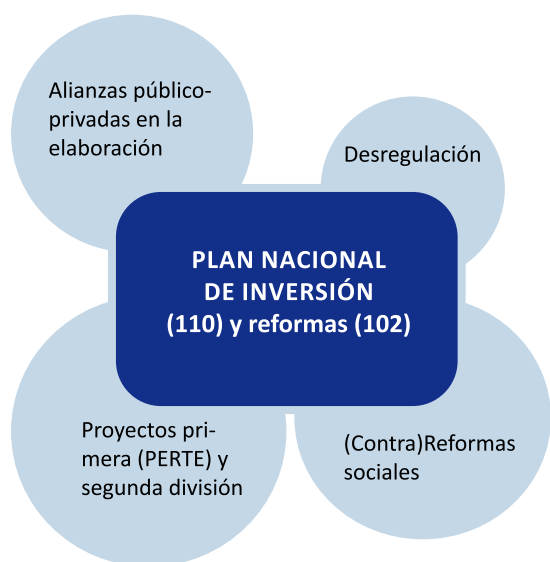 Alianzas público-
privadas en la
elaboración
Desregulación
PLAN NACIONAL
DE INVERSIÓN
(110) y reformas (102)
Proyectos pri-
mera (PERTE) y
segunda división
(Contra)Reformas
sociales